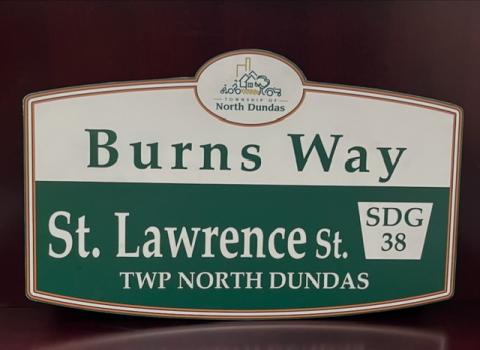 TOWNSHIP OF
North Dundas
Burns Way
St. Lawrence St.
SDG
38
TWP NORTH DUNDAS